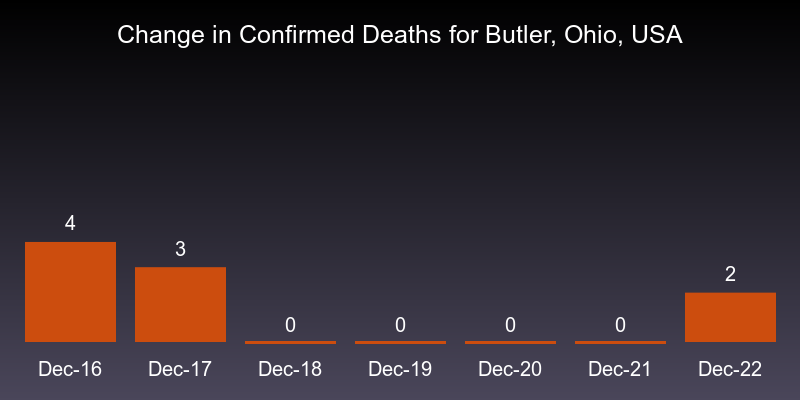 Change in Confirmed Deaths for Butler, Ohio, USA
4
3
0
0
0
0
2
Dec-16
Dec-17
Dec-18
Dec-19
Dec-20
Dec-21
Dec-22